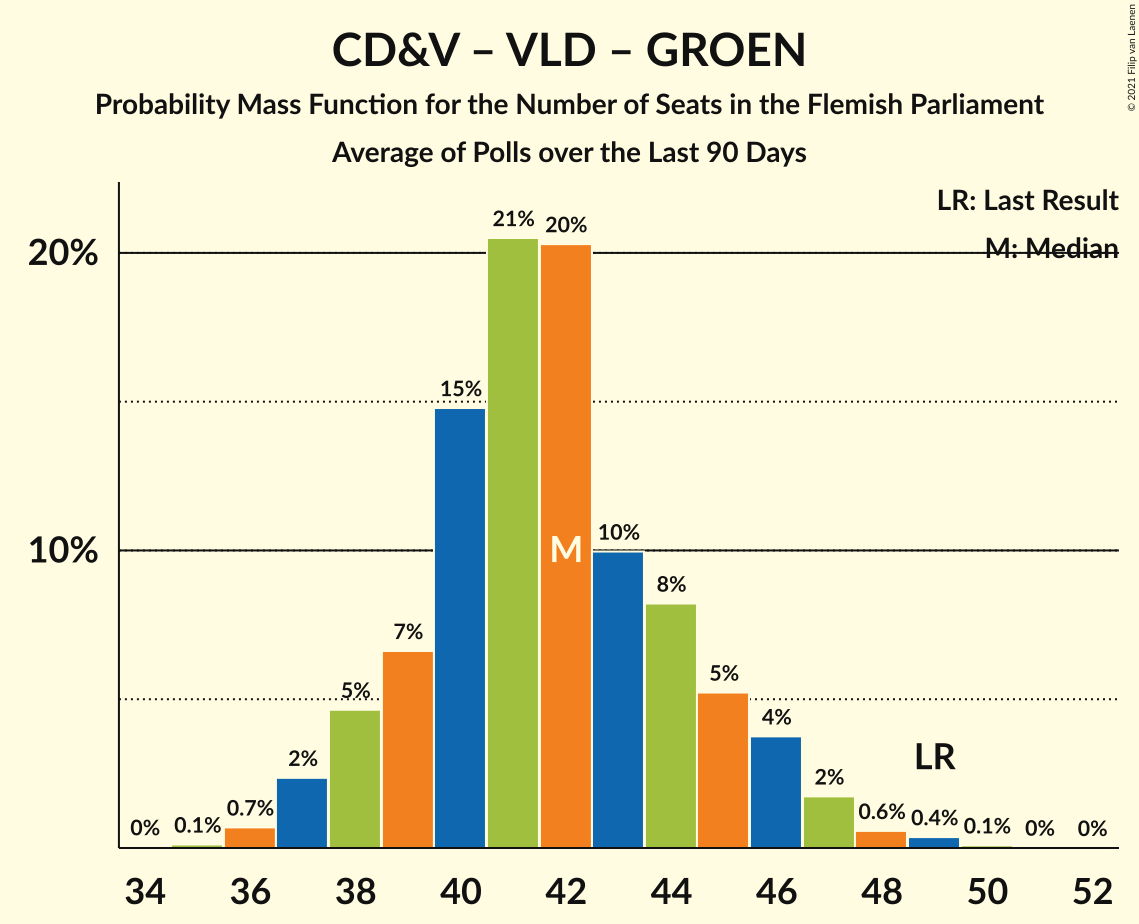 CD&V – VLD – GROEN
Probability Mass Function for the Number of Seats in the Flemish Parliament
Average of Polls over the Last 90 Days
© 2021 Filip van Laenen
LR: Last Result
M: Median
20%
10%
0%
0.1%
0.7%
2%
5%
7%
15%
21%
20%
M
10%
8%
5%
4%
2%
0.6%
LR
0.4%
0.1%
0%
0%
34 36 38 40 42 44 46 48 50 52